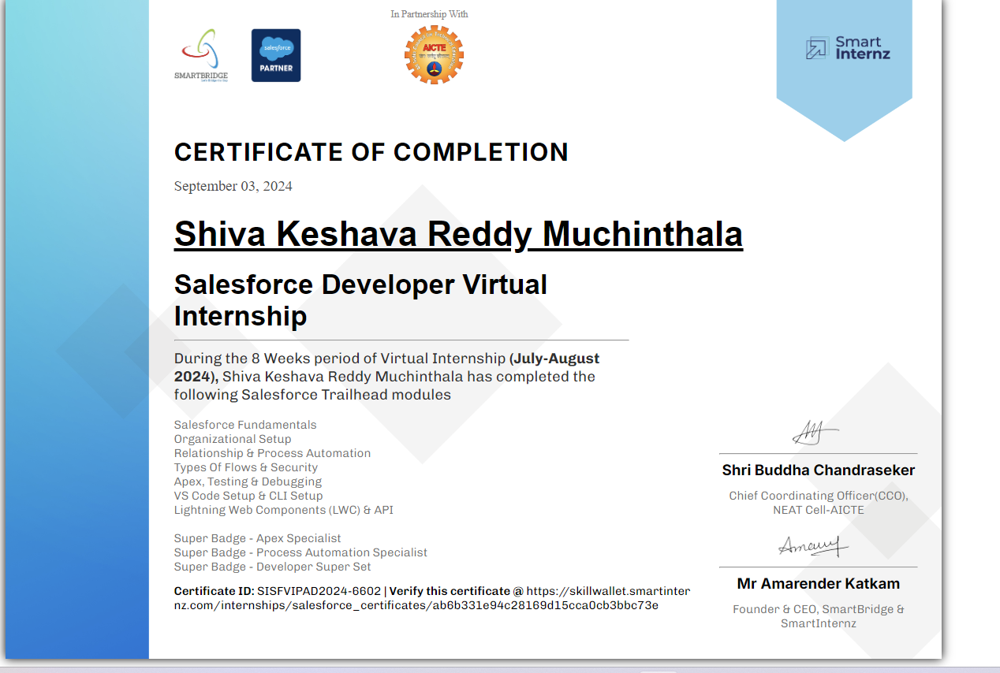 In Partnership With
SMARTBRIDGE
salesforce
PARTNER
AICTE
Smart
Internz
CERTIFICATE OF COMPLETION
September 03, 2024
Shiva Keshava Reddy Muchinthala
Salesforce Developer Virtual
Internship
During the 8 Weeks period of Virtual Internship (July-August
2024), Shiva Keshava Reddy Muchinthala has completed the
following Salesforce Trailhead modules
Salesforce Fundamentals
Organizational Setup
Relationship & Process Automation
Types Of Flows & Security
Apex, Testing & Debugging
VS Code Setup & CLI Setup
Lightning Web Components (LWC) & API
Super Badge - Apex Specialist
Super Badge - Process Automation Specialist
Super Badge - Developer Super Set
Certificate ID: SISFVIPAD2024-6602 | Verify this certificate @ https://skillwallet.smartinter
nz.com/internships/salesforce_certificates/ab6b331e94c28169d15cca0cb3bbc73e
Shri Buddha Chandraseker
Chief Coordinating Officer(CCO),
NEAT Cell-AICTE
Mr Amarender Katkam
Founder & CEO, SmartBridge &
SmartInternz